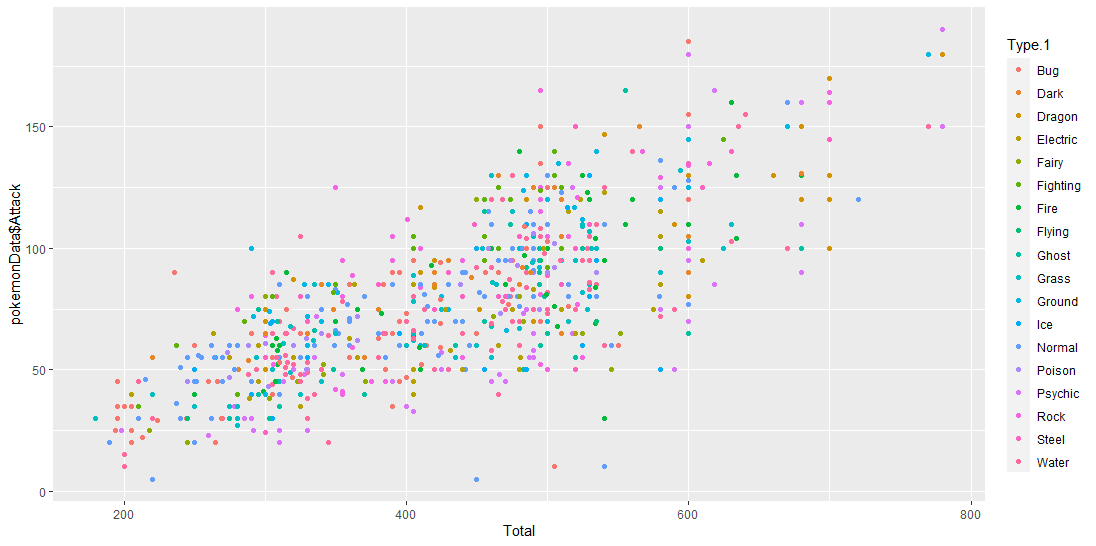 pokemonData$Attack
150
100
50
0
200
400
600
800
Total
Type.1
Bug
Dark
Dragon
Electric
Fairy
Fighting
Fire
Flying
Ghost
Grass
Ground
Ice
Normal
Poison
Psychic
Rock
Steel
Water